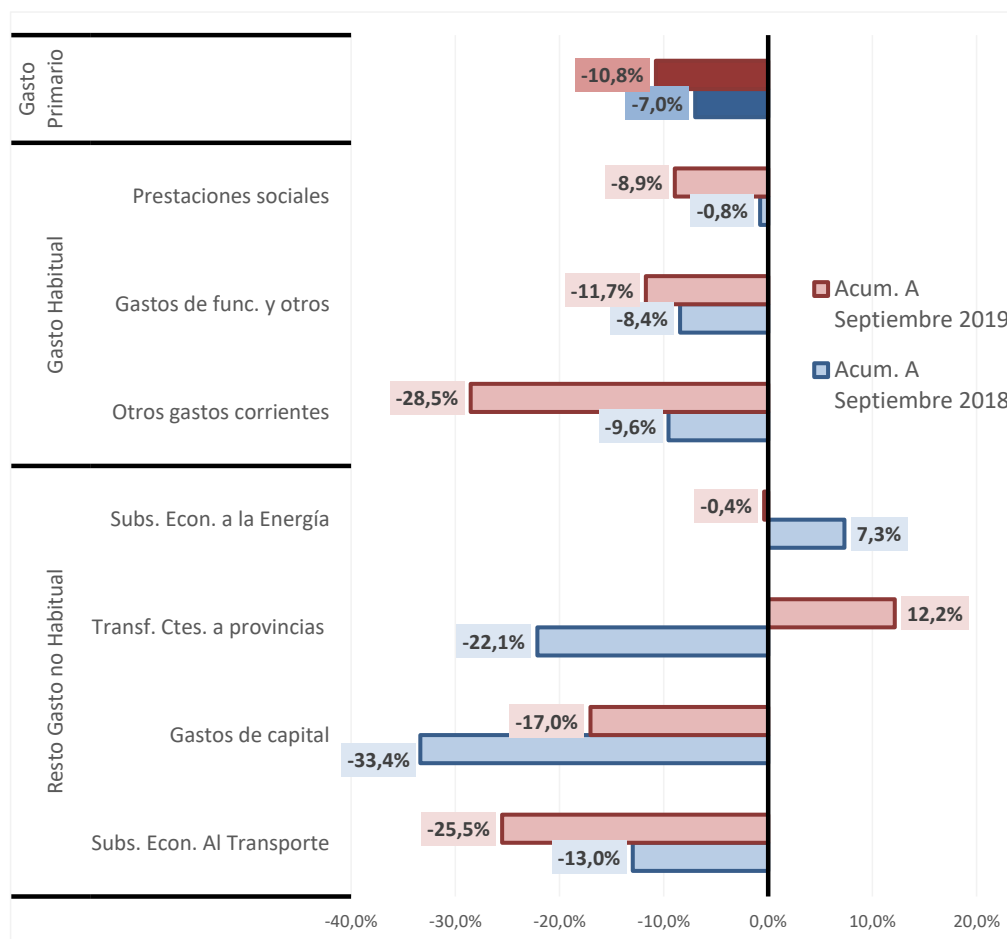 Gasto
Primario
-10,8%
-7,0%
Gasto Habitual
Prestaciones sociales
-8,9%
-0,8%
Gastos de func. y otros
-11,7%
-8,4%
Otros gastos corrientes
-28,5%
-9,6%
Acum. A
Septiembre 2019
Acum. A
Septiembre 2018
Resto Gasto no Habitual
Subs. Econ. a la Energía
-0,4%
7,3%
Transf. Ctes. a provincias
12,2%
-22,1%
Gastos de capital
-17,0%
-33,4%
Subs. Econ. Al Transporte
-25,5%
-13,0%
-40,0% -30,0% -20,0% -10,0% 0,0% 10,0% 20,0%